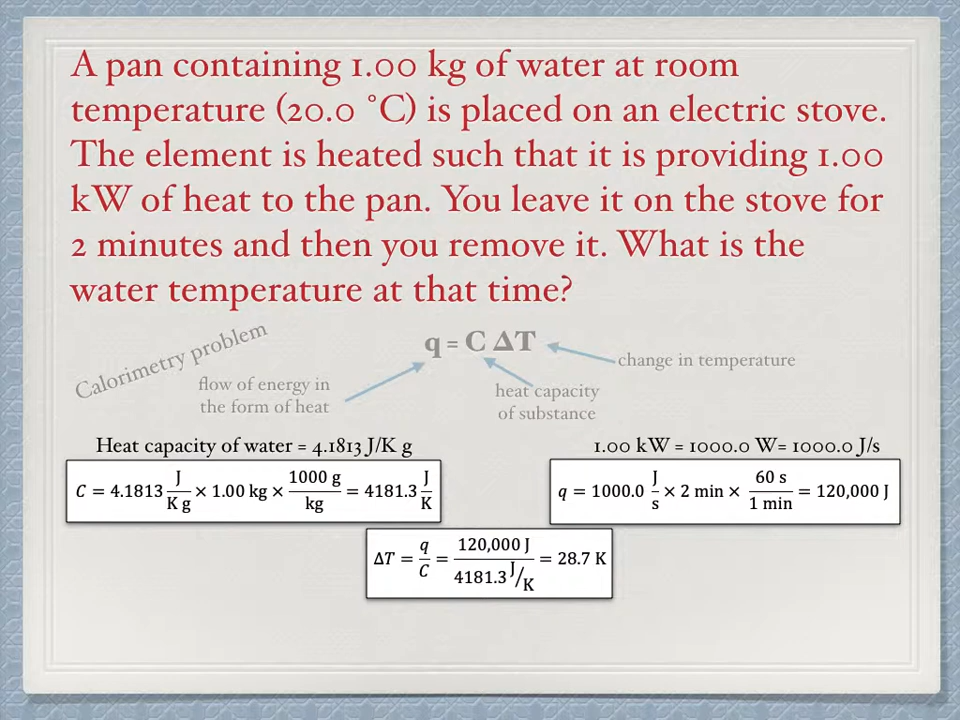 A pan containing 1.00 kg of water at room
temperature (20.0 °C) is placed on an electric stove.
The element is heated such that it is providing 1.00
kW of heat to the pan. You leave it on the stove for
2 minutes and then you remove it. What is the
water temperature at that time?
Calorimetry problem
q = C ΔT
change in temperature
flow of energy in
the form of heat
heat capacity
of substance
Heat capacity of water = 4.1813 J/K g
C = 4.1813 J/K g × 1.00 kg × 1000 g/kg = 4181.3 J/K
1.00 kW = 1000.0 W= 1000.0 J/s
q = 1000.0 J/s × 2 min × 60 s/1 min = 120,000 J
ΔT = q/C = 120,000 J/4181.3 J/K = 28.7 K